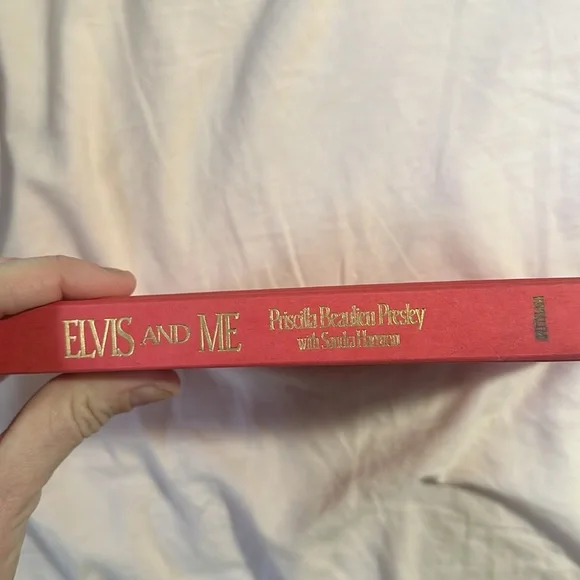 ELVIS AND ME
Priscilla Beaulieu Presley
with Sandra Harmon